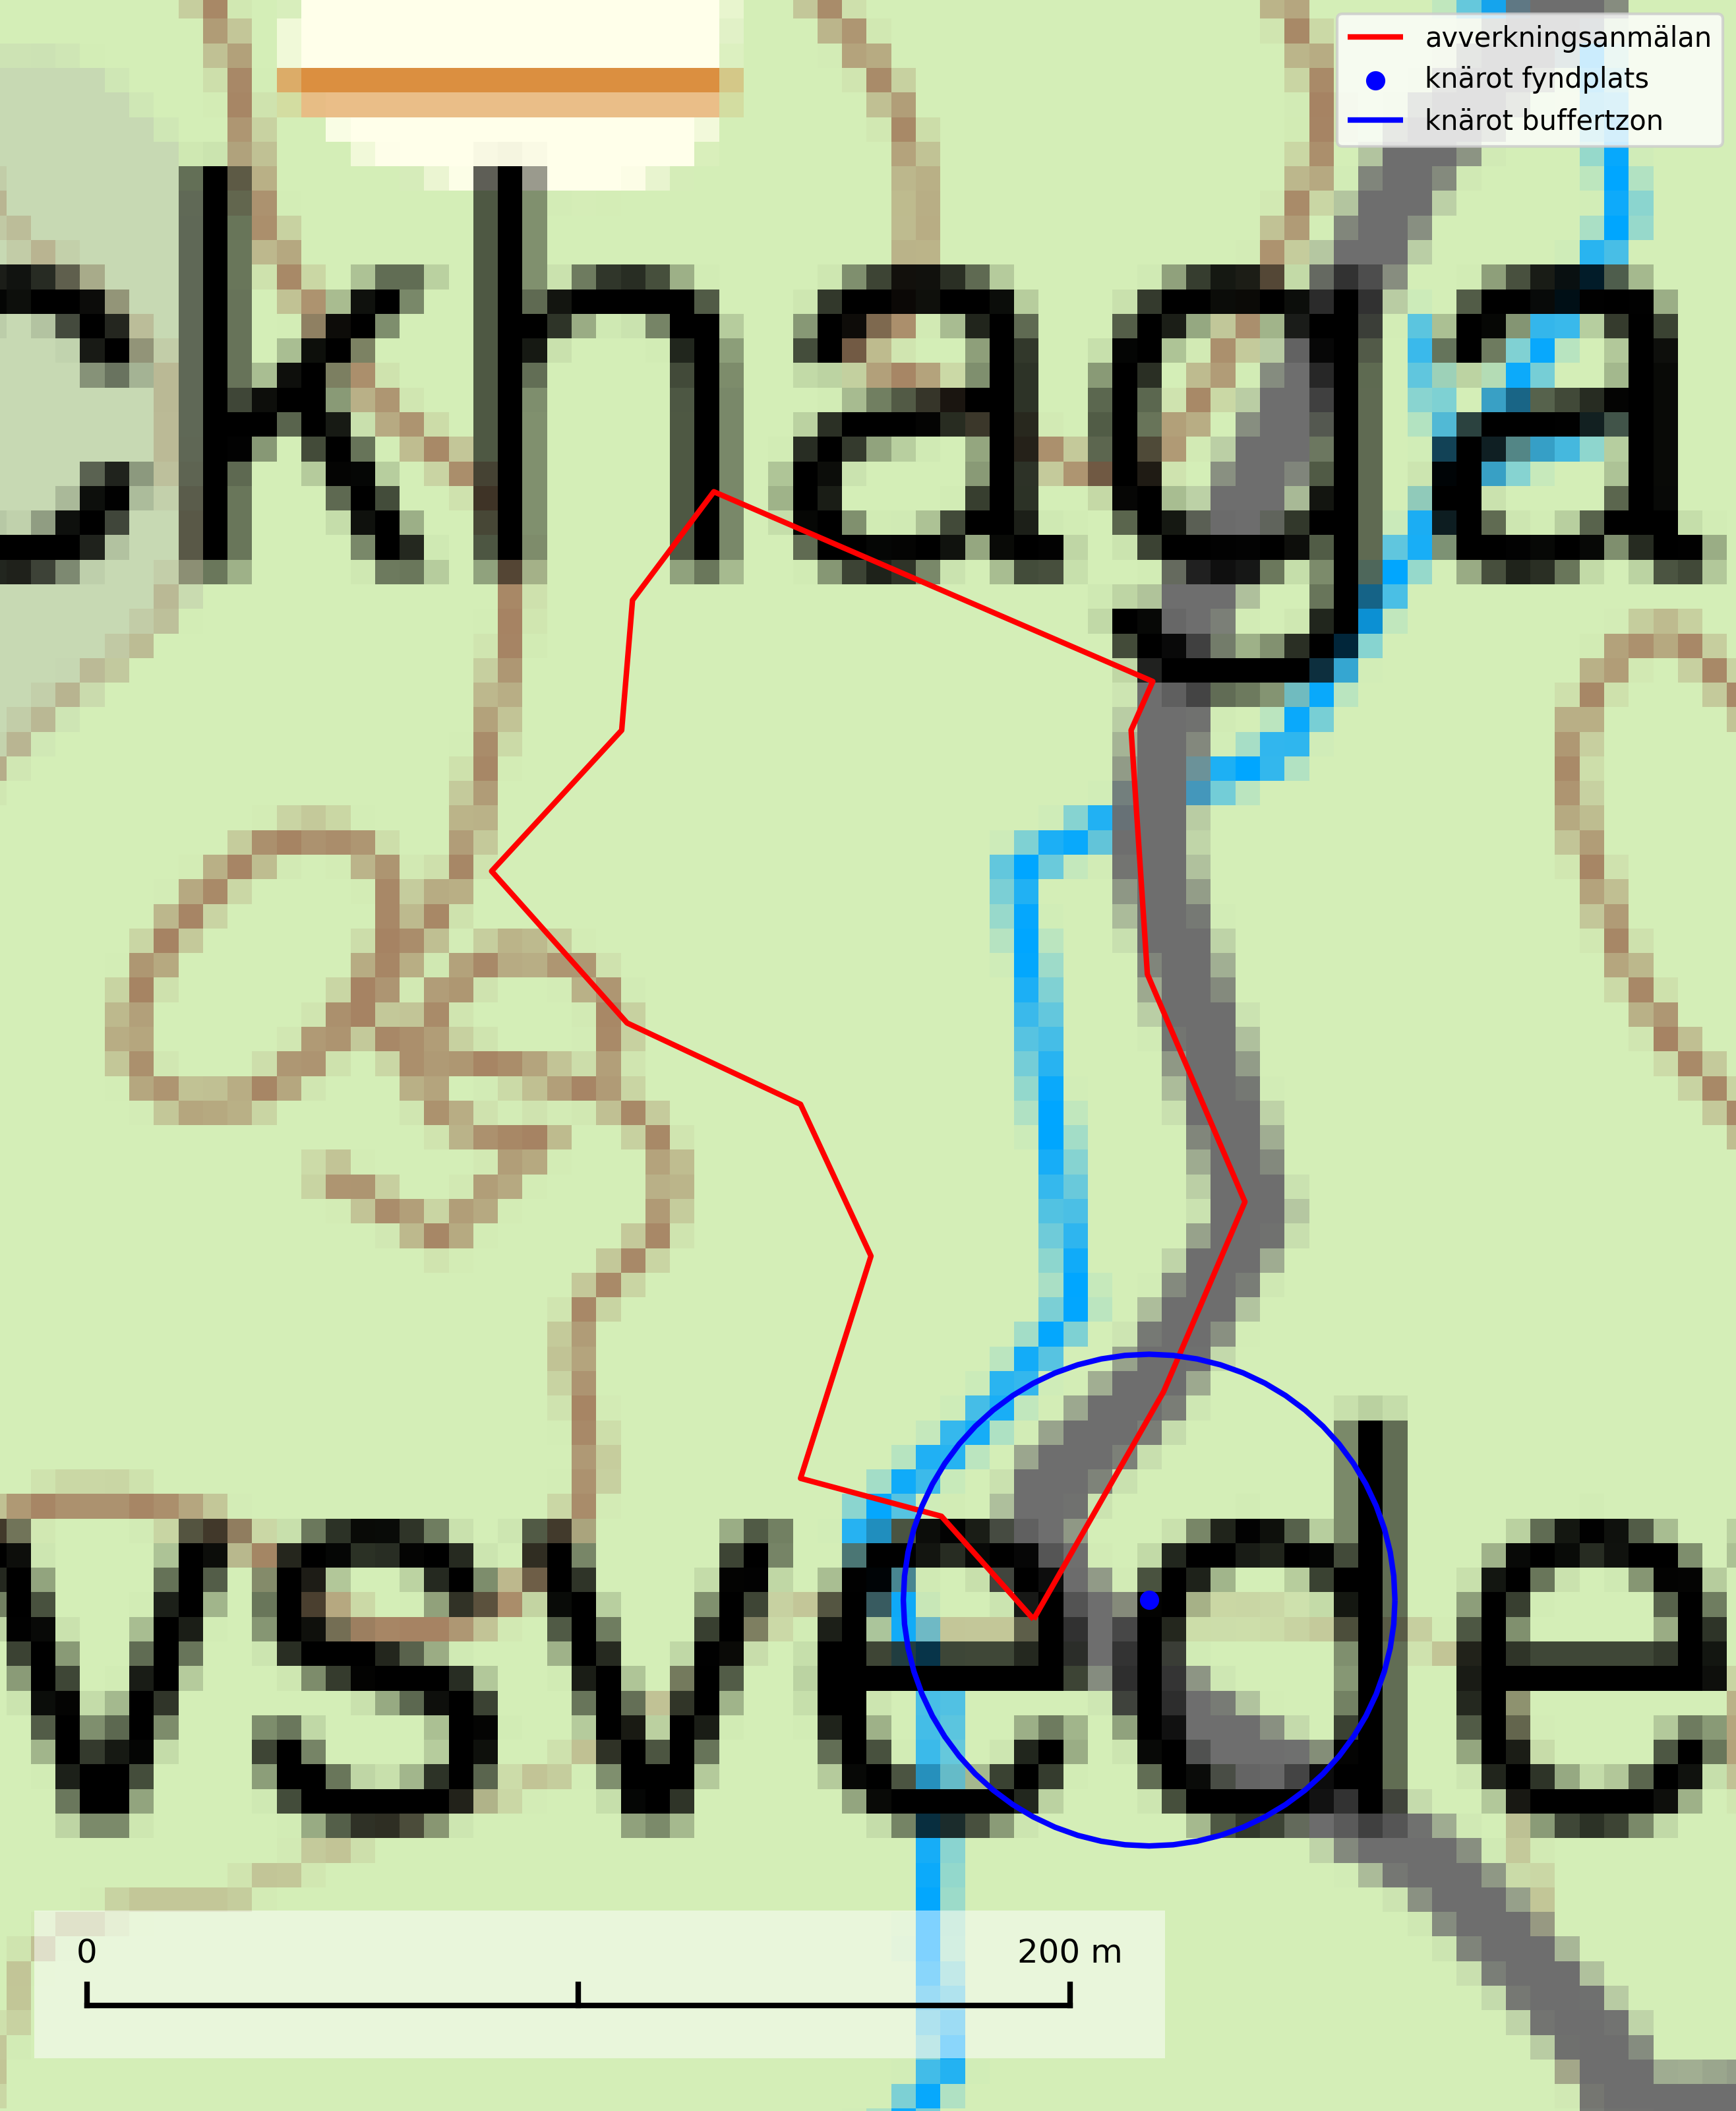 avverkningsanmälan
knärot fyndplats
knärot buffertzon
ckhaga
vsvede
0 200 m